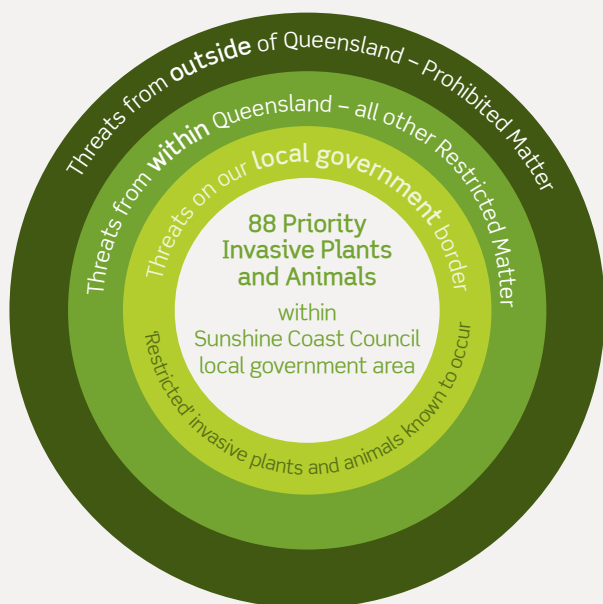 Threats from outside of Queensland – Prohibited Matter
Threats from within Queensland – all other Restricted Matter
Threats on our local government border
88 Priority
Invasive Plants
and Animals
within
Sunshine Coast Council
local government area
'Restricted' invasive plants and animals known to occur